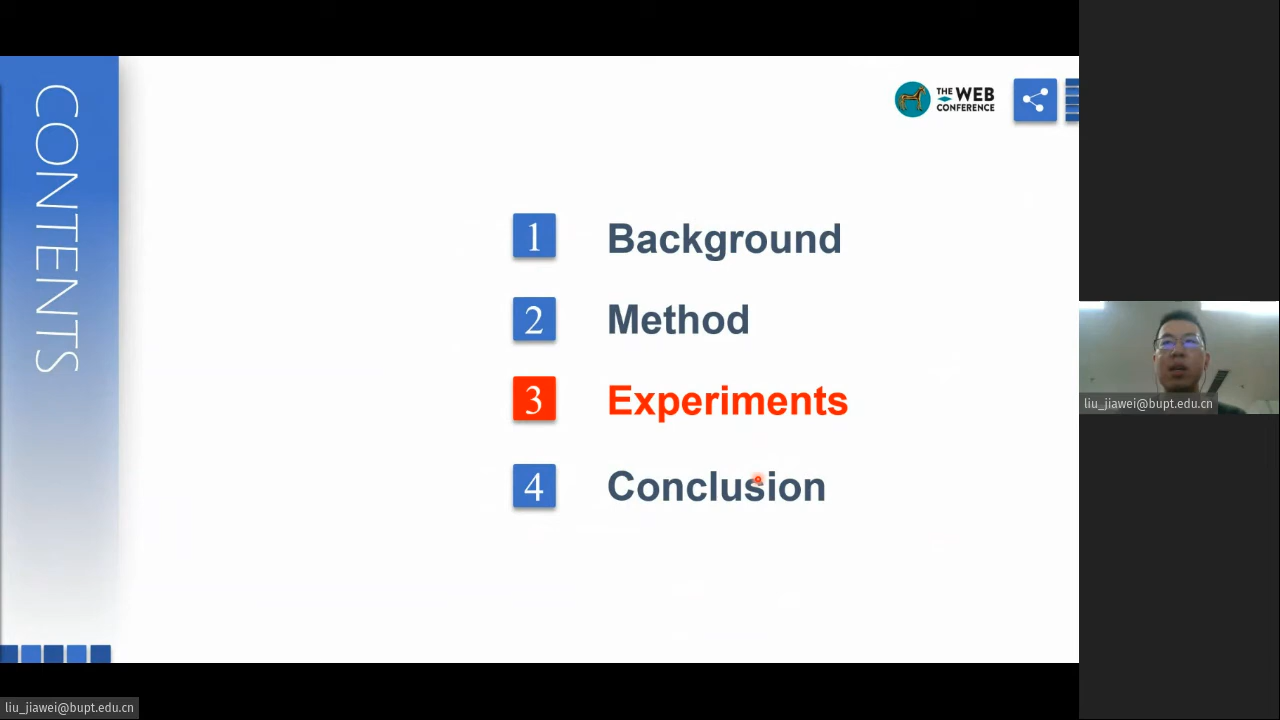 CONTENTS
THE WEB
CONFERENCE
1 Background
2 Method
3 Experiments
4 Conclusion
liu_jiawei@bupt.edu.cn
liu_jiawei@bupt.edu.cn